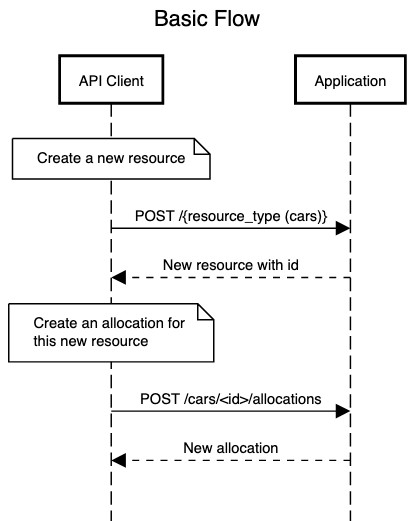 Basic Flow
API Client
Application
Create a new resource
POST /{resource_type (cars)}
New resource with id
Create an allocation for
this new resource
POST /cars/<id>/allocations
New allocation